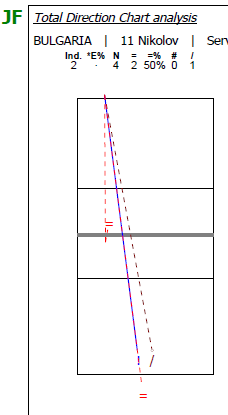 JF Total Direction Chart analysis
BULGARIA | 11 Nikolov | Serv
Ind. *E% N = =% # /
2 · 4 2 50% 0 1
=
! /
=